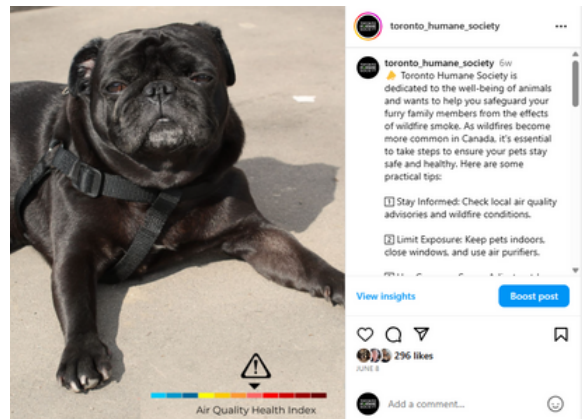 Air Quality Health Index
toronto_humane_society
toronto_humane_society 6w
🔥 Toronto Humane Society is
dedicated to the well-being of animals
and wants to help you safeguard your
furry family members from the effects
of wildfire smoke. As wildfires become
more common in Canada, it's essential
to take steps to ensure your pets stay
safe and healthy. Here are some
practical tips:
1️⃣ Stay Informed: Check local air quality
advisories and wildfire conditions.
2️⃣ Limit Exposure: Keep pets indoors,
close windows, and use air purifiers.
View insights
Boost post
296 likes
JUNE 8
Add a comment...